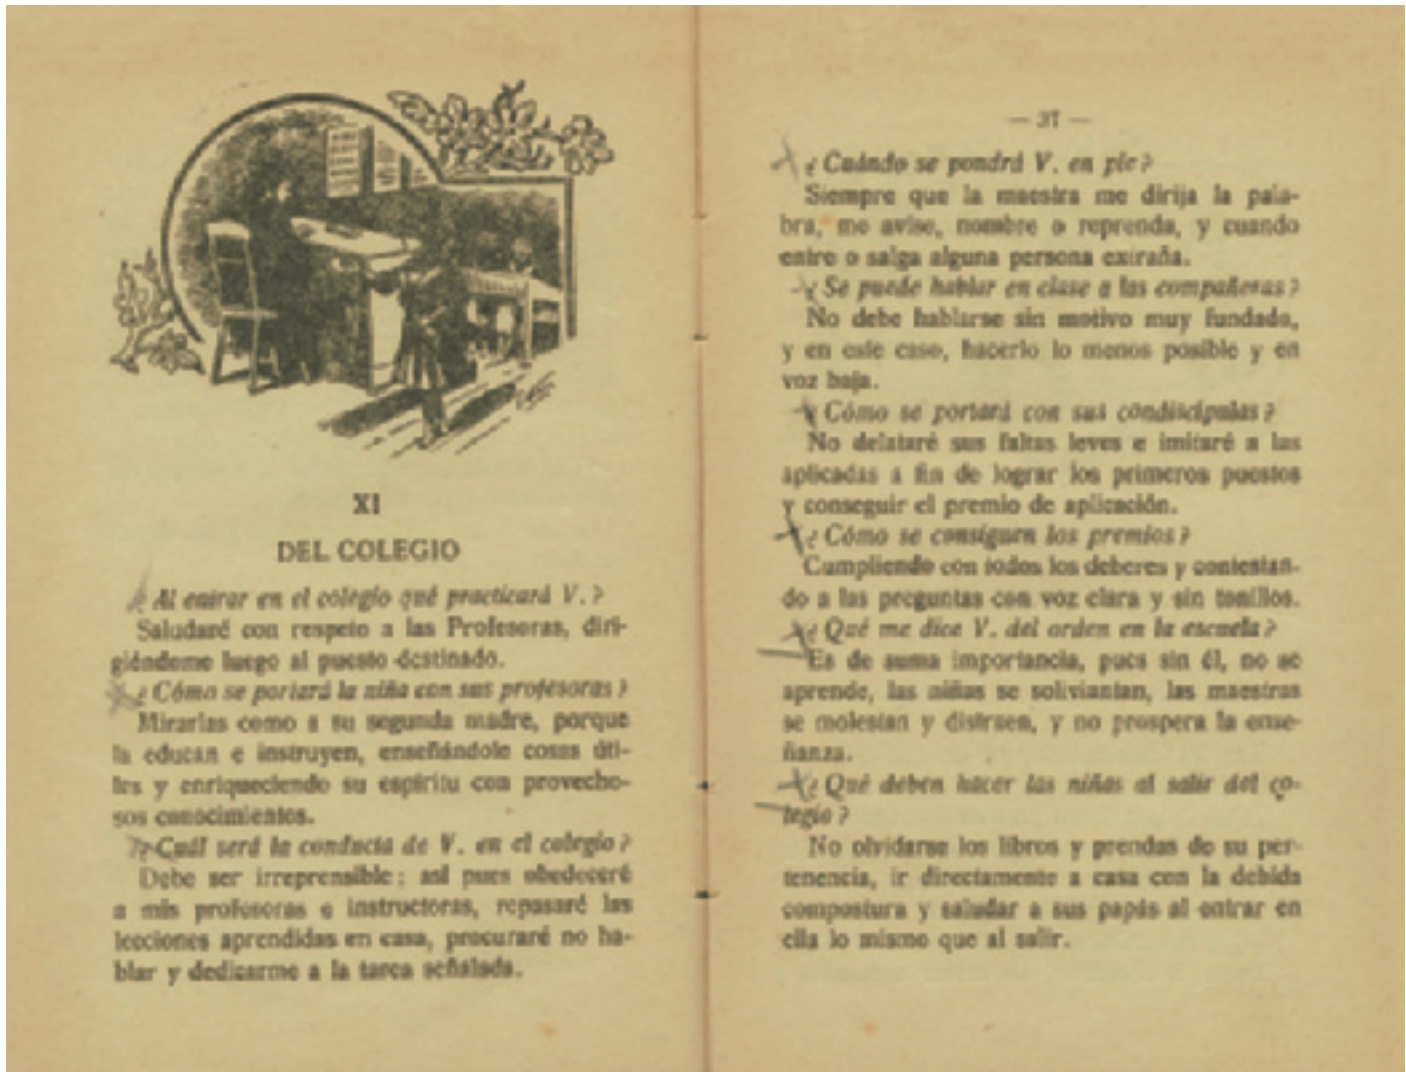 XI
DEL COLEGIO
¿Al entrar en el colegio qué practicará V.?
Saludaré con respeto a las Profesoras, diri-
giéndome luego al puesto destinado.
¿Cómo se portará la niña con sus profesoras?
Mirarlas como a su segunda madre, porque
la educan e instruyen, enseñándole cosas úti-
les y enriqueciendo su espíritu con provecho-
sos conocimientos.
¿Cuál será la conducta de V. en el colegio?
Debe ser irreprensible; así pues obedeceré
a mis profesoras e instructoras, repasaré las
lecciones aprendidas en casa, procuraré no ha-
blar y dedicarme a la tarea señalada.
— 37 —
¿Cuándo se pondrá V. en pie?
Siempre que la maestra me dirija la pala-
bra, me avise, nombre o reprenda, y cuando
entre o salga alguna persona extraña.
¿Se puede hablar en clase a las compañeras?
No debe hablarse sin motivo muy fundado,
y en este caso, hacerlo lo menos posible y en
voz baja.
¿Cómo se portará con sus condiscípulas?
No delataré sus faltas leves e imitaré a las
aplicadas a fin de lograr los primeros puestos
y conseguir el premio de aplicación.
¿Cómo se consiguen los premios?
Cumpliendo con todos los deberes y contestan-
do a las preguntas con voz clara y sin tonillos.
¿Qué me dice V. del orden en la escuela?
Es de suma importancia, pues sin él, no se
aprende, las niñas se soliviantan, las maestras
se molestan y distraen, y no prospera la ense-
ñanza.
¿Qué deben hacer las niñas al salir del co-
legio?
No olvidarse los libros y prendas de su per-
tenencia, ir directamente a casa con la debida
compostura y saludar a sus papás al entrar en
ella lo mismo que al salir.